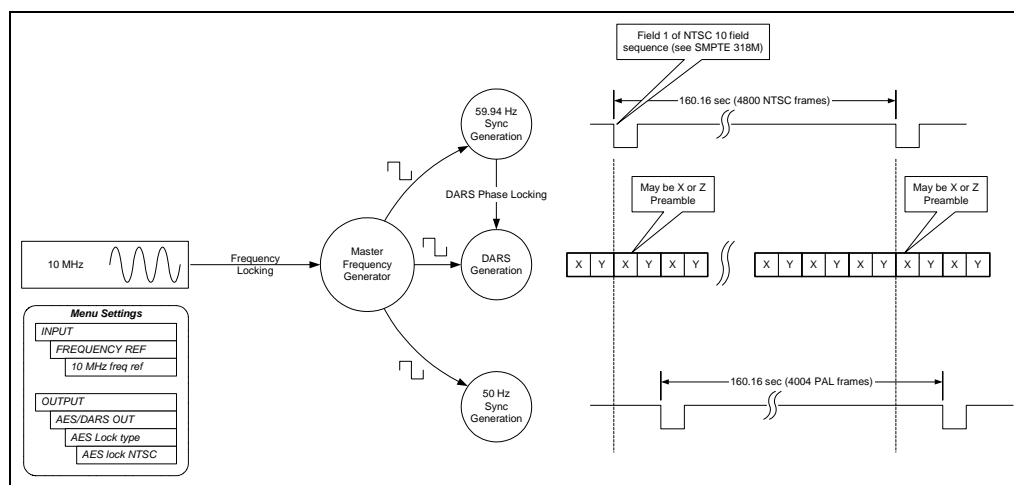 Field 1 of NTSC 10 field
sequence (see SMPTE 318M)
160.16 sec (4800 NTSC frames)
59.94 Hz
Sync
Generation
DARS Phase Locking
May be X or Z
Preamble
May be X or Z
Preamble
10 MHz
Frequency
Locking
Master
Frequency
Generator
DARS
Generation
X Y X Y X Y
X Y X Y X Y X Y X Y
Menu Settings
INPUT
FREQUENCY REF
10 MHz freq ref
OUTPUT
AES/DARS OUT
AES Lock type
AES lock NTSC
50 Hz
Sync
Generation
160.16 sec (4004 PAL frames)